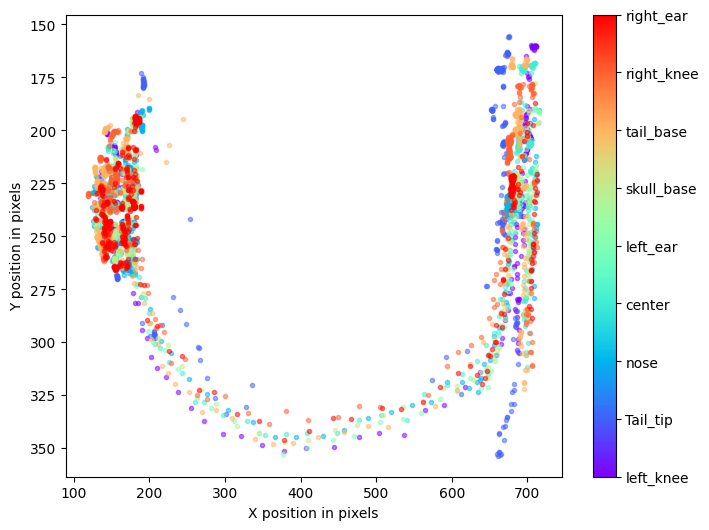 150
175
200
225
250
275
300
325
350
Y position in pixels
100
200
300
400
500
600
700
X position in pixels
right_ear
right_knee
tail_base
skull_base
left_ear
center
nose
Tail_tip
left_knee